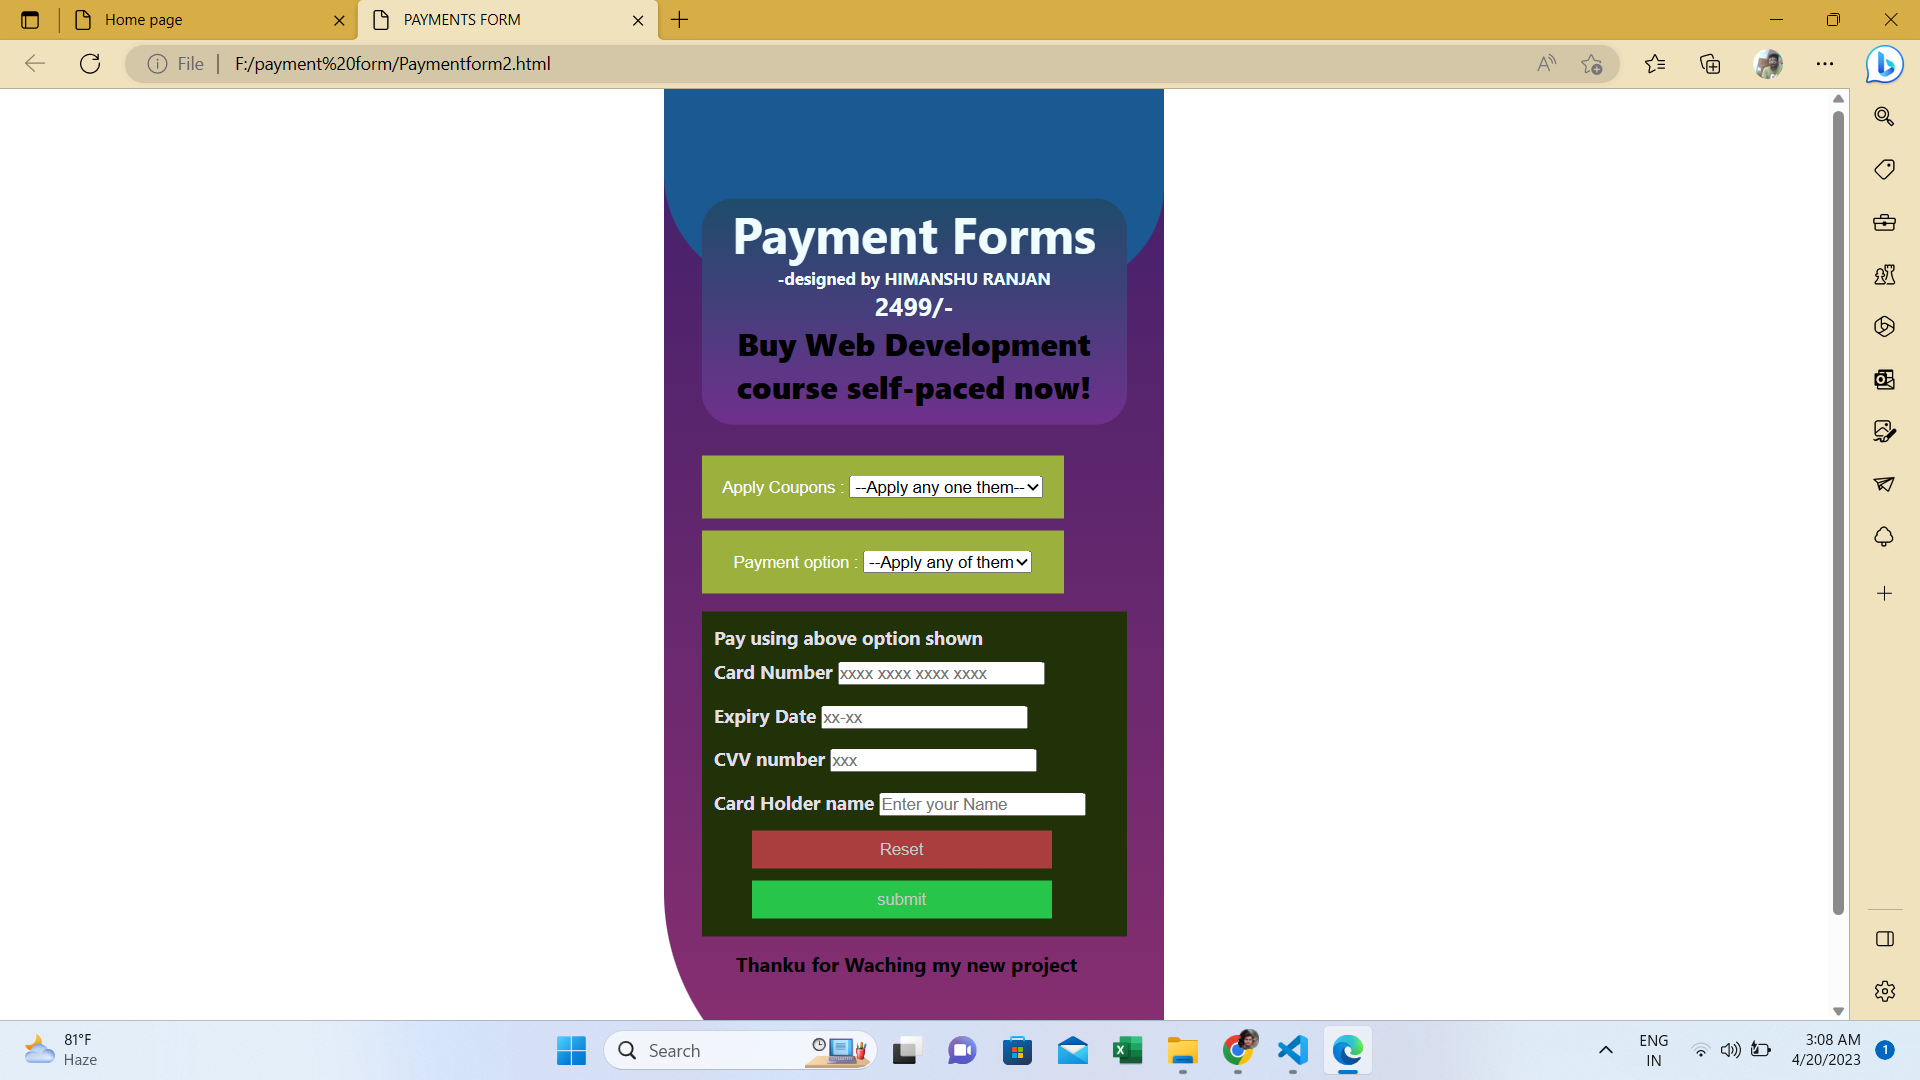 Home page
PAYMENTS FORM
File
F:/payment%20form/Paymentform2.html
Payment Forms
-designed by HIMANSHU RANJAN
2499/-
Buy Web Development
course self-paced now!
Apply Coupons : --Apply any one them--
Payment option : --Apply any of them
Pay using above option shown
Card Number xxxx xxxx xxxx xxxx
Expiry Date xx-xx
CVV number xxx
Card Holder name Enter your Name
Reset
submit
Thanku for Waching my new project
81°F
Haze
Search
ENG
IN
3:08 AM
4/20/2023
1